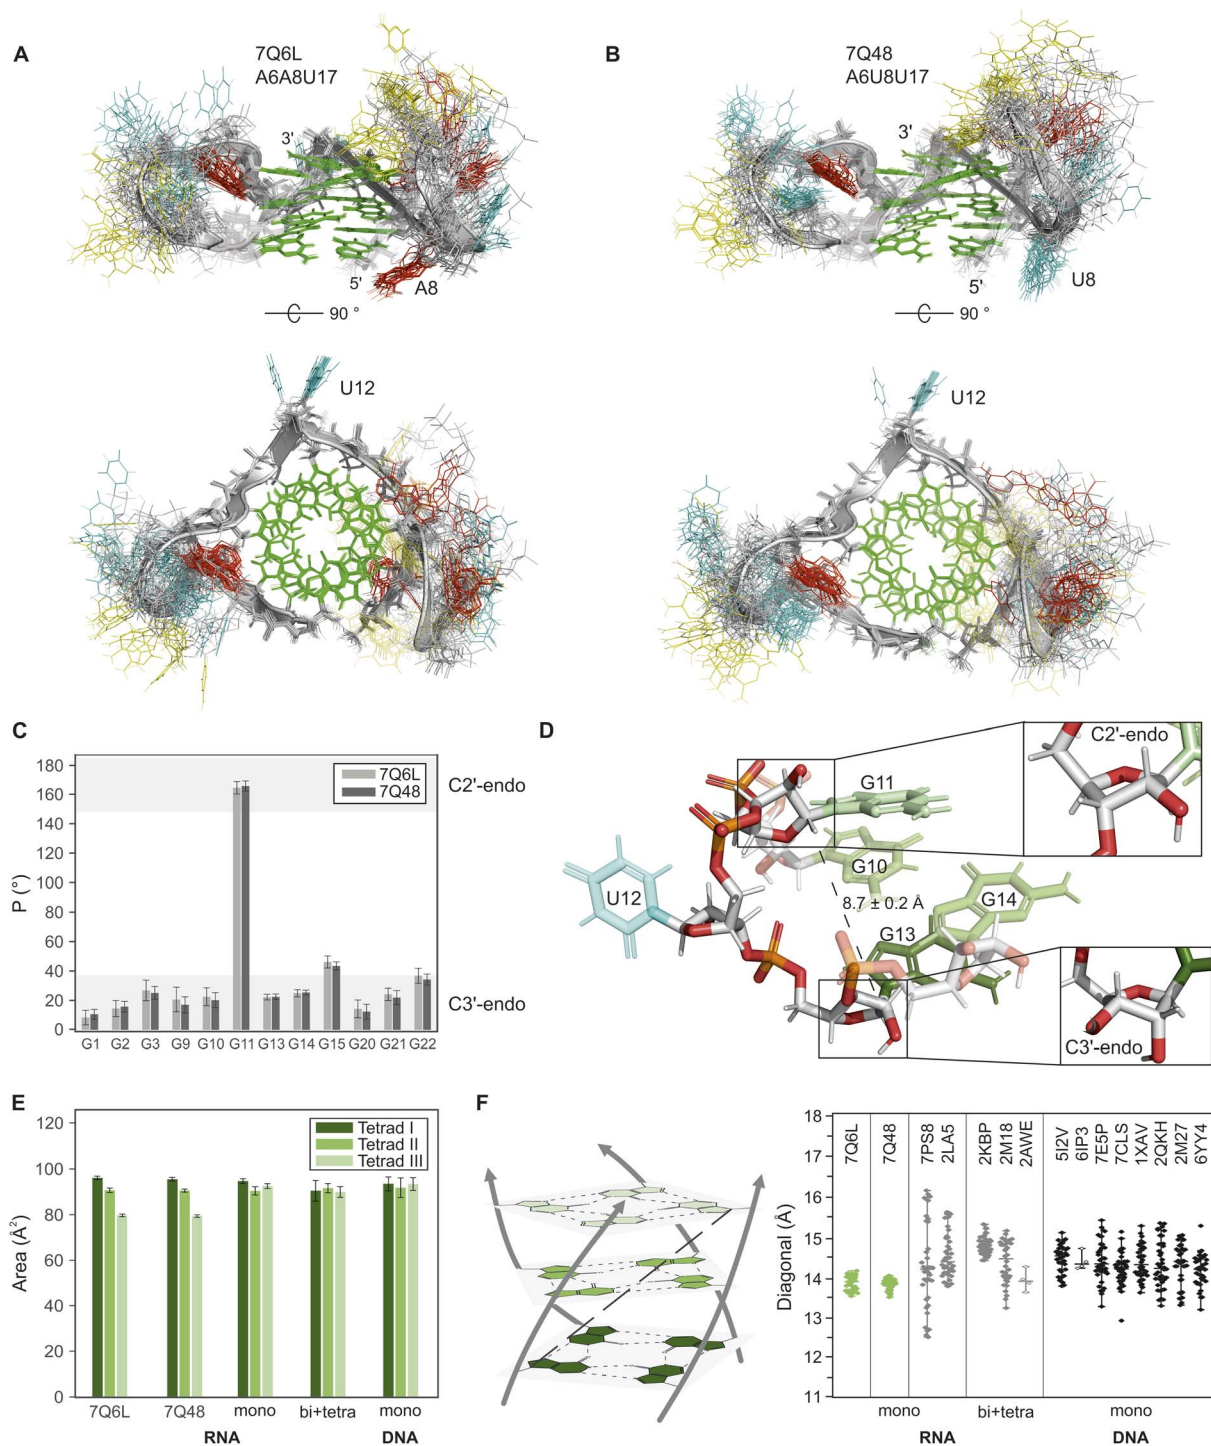 A
7Q6L
A6A8U17
3'
5'
A8
90 °
U12
B
7Q48
A6U8U17
3'
5'
U8
90 °
U12
C
180
160
140
120
100
80
60
40
20
0
P (°)
7Q6L
7Q48
C2'-endo
C3'-endo
G1 G2 G3 G9 G10 G11 G13 G14 G15 G20 G21 G22
D
C2'-endo
G11
G10
U12
8.7 ± 0.2 Å
G14
G13
C3'-endo
E
120
100
80
60
40
20
0
Area (Å²)
Tetrad I
Tetrad II
Tetrad III
7Q6L 7Q48 mono bi+tetra mono
RNA DNA
F
18
17
16
15
14
13
12
11
Diagonal (Å)
7Q6L
7Q48
7PS8
2LA5
2KBP
2M18
2AWE
5I2V
6IP3
7E5P
7CLS
1XAV
2QKH
2M27
6YY4
mono bi+tetra mono
RNA DNA